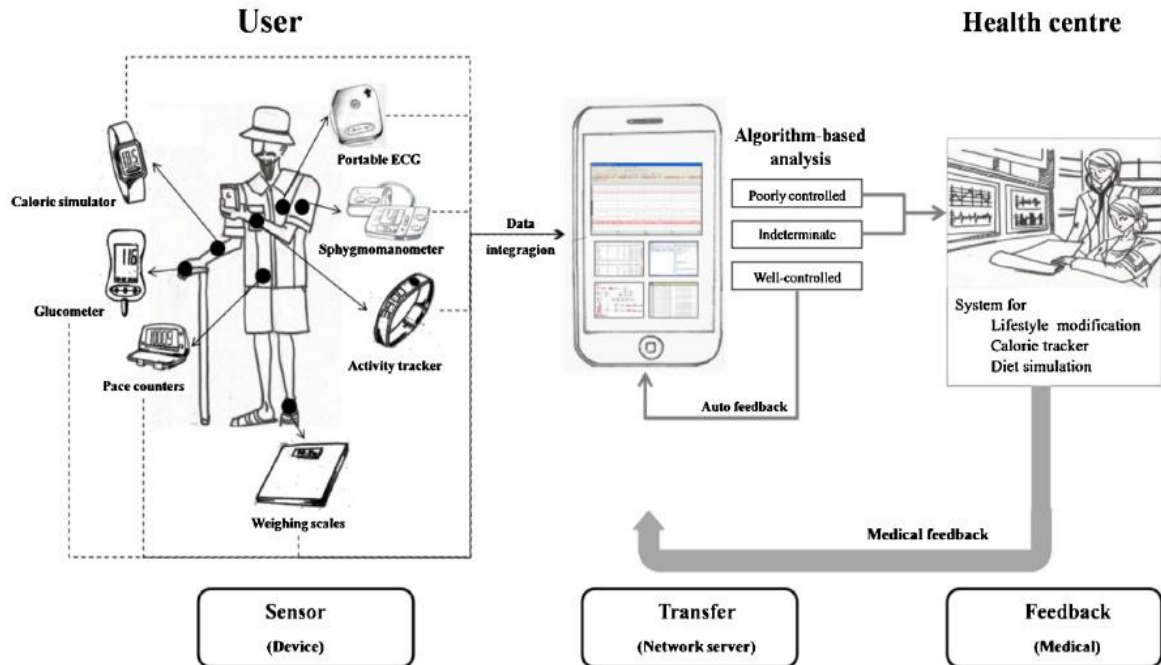 User
Health centre
Portable ECG
Caloric simulator
Sphygmomanometer
Glucometer
116
Pace counters
Activity tracker
Weighing scales
Data
integragion
Algorithm-based
analysis
Poorly controlled
Indeterminate
Well-controlled
Auto feedback
System for
Lifestyle modification
Caloric tracker
Diet simulation
Medical feedback
Sensor
(Device)
Transfer
(Network server)
Feedback
(Medical)